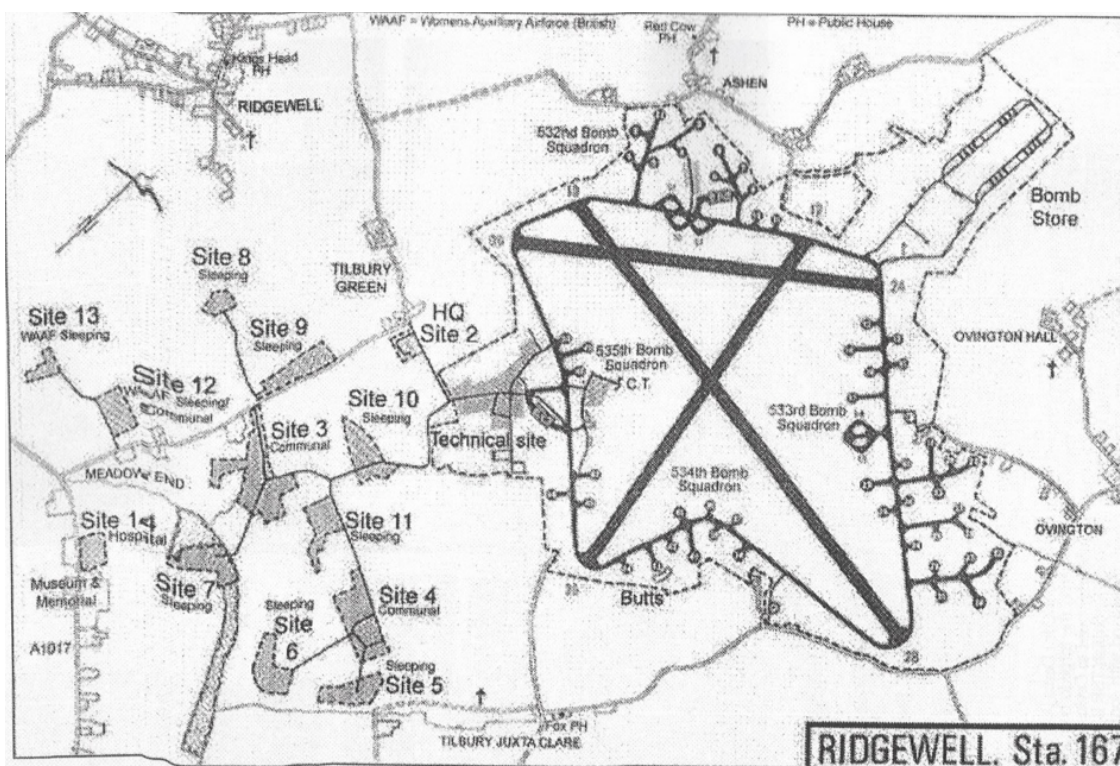 WAAF = Womens Auxiliary Airforce (British)
PH = Public House
Red Cow
PH
Kings Head
PH
RIDGEWELL
ASHEN
532nd Bomb
Squadron
Bomb
Store
TILBURY
GREEN
Site 8
Sleeping
HQ
Site 2
Site 13
WAAF Sleeping
Site 9
Sleeping
24
OVINGTON HALL
535th Bomb
Squadron
C.T.
Site 12
WAAF Sleeping/
Communal
Site 10
Sleeping
533rd Bomb
Squadron
Site 3
Communal
Technical site
534th Bomb
Squadron
MEADOW END
Site 14
Hospital
Site 11
Sleeping
OVINGTON
Museum &
Memorial
Site 7
Sleeping
Site 4
Communal
Butts
Sleeping
Site
6
A1017
28
Sleeping
Site 5
Fox PH
TILBURY JUXTA CLARE
RIDGEWELL. Sta. 167